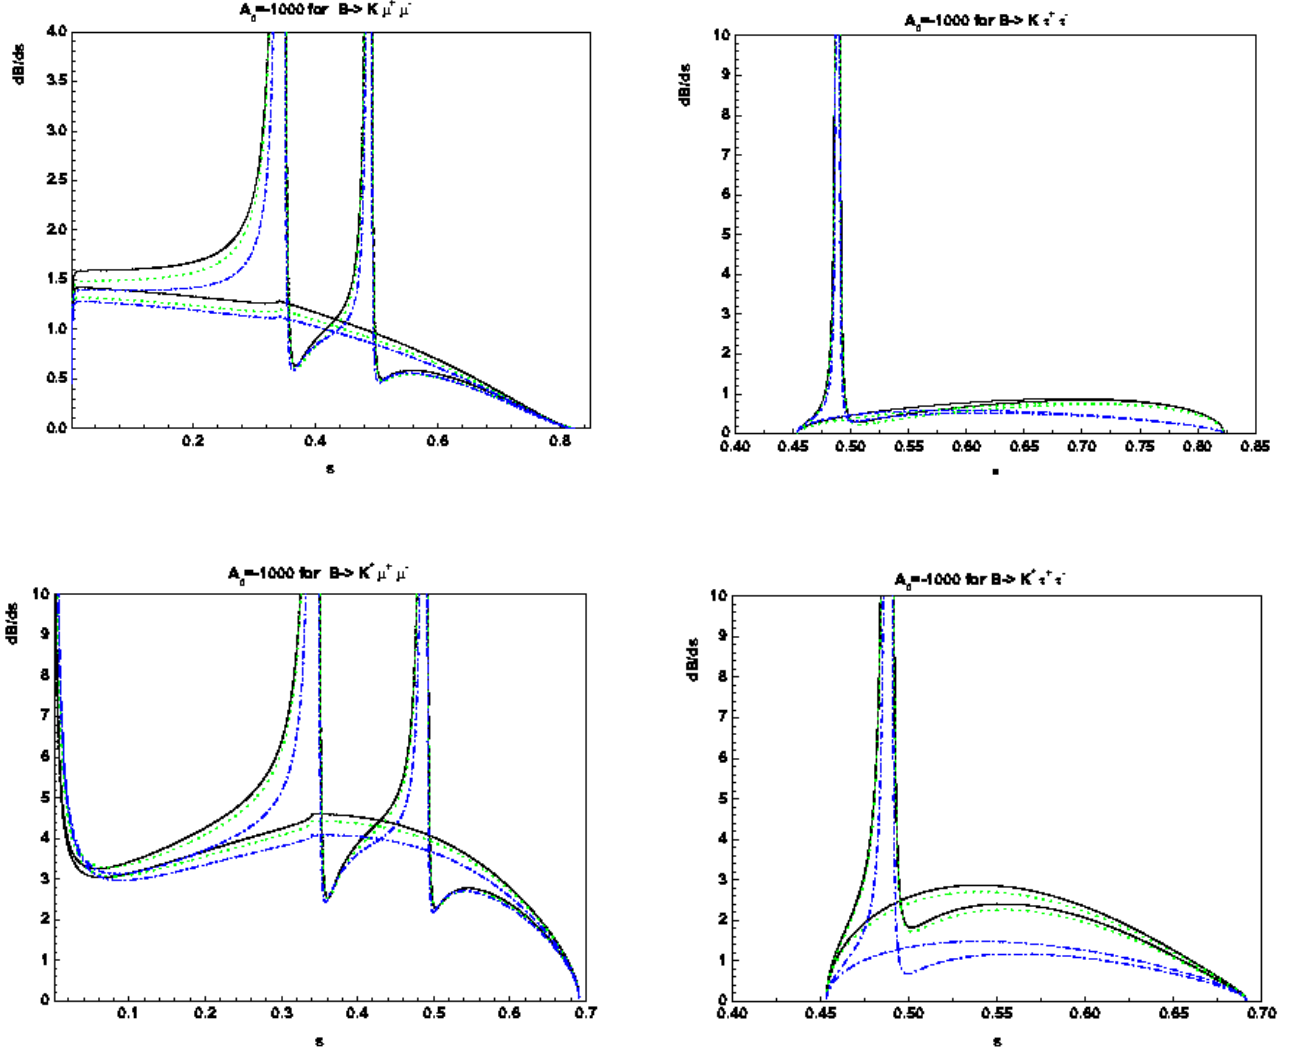 A₀=-1000 for B-> K μ⁺ μ⁻
dB/ds
4.0
3.5
3.0
2.5
2.0
1.5
1.0
0.5
0.0
0.2 0.4 0.6 0.8
s
A₀=-1000 for B-> K τ⁺ τ⁻
dB/ds
10
9
8
7
6
5
4
3
2
1
0
0.40 0.45 0.50 0.55 0.60 0.65 0.70 0.75 0.80 0.85
s
A₀=-1000 for B-> K* μ⁺ μ⁻
dB/ds
10
9
8
7
6
5
4
3
2
1
0
0.1 0.2 0.3 0.4 0.5 0.6 0.7
s
A₀=-1000 for B-> K* τ⁺ τ⁻
dB/ds
10
9
8
7
6
5
4
3
2
1
0
0.40 0.45 0.50 0.55 0.60 0.65 0.70
s